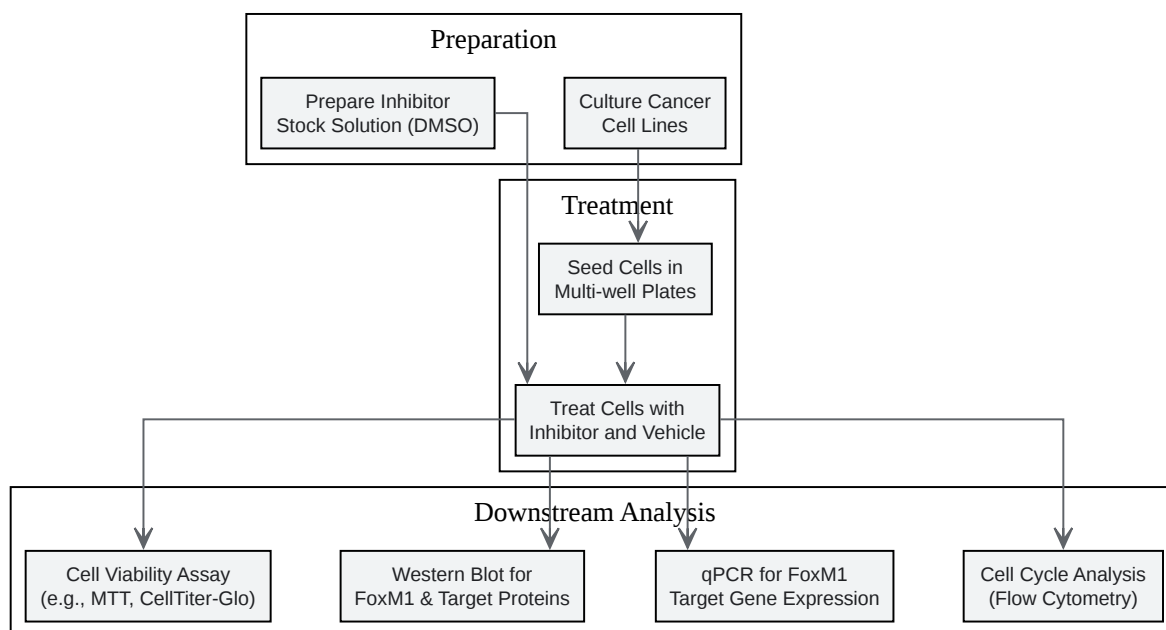 Preparation
Prepare Inhibitor
Stock Solution (DMSO)
Culture Cancer
Cell Lines
Treatment
Seed Cells in
Multi-well Plates
Treat Cells with
Inhibitor and Vehicle
Downstream Analysis
Cell Viability Assay
(e.g., MTT, CellTiter-Glo)
Western Blot for
FoxM1 & Target Proteins
qPCR for FoxM1
Target Gene Expression
Cell Cycle Analysis
(Flow Cytometry)